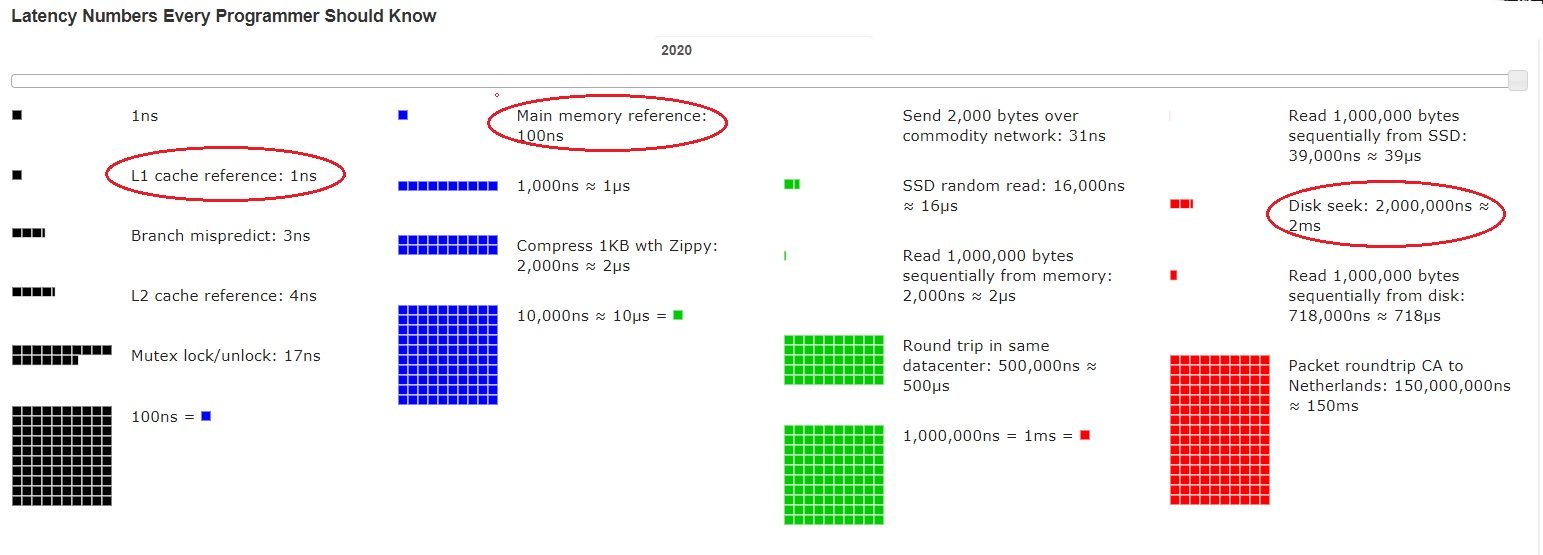 Latency Numbers Every Programmer Should Know
2020
1ns
L1 cache reference: 1ns
Branch mispredict: 3ns
L2 cache reference: 4ns
Mutex lock/unlock: 17ns
100ns =
Main memory reference:
100ns
1,000ns ≈ 1μs
Compress 1KB wth Zippy:
2,000ns ≈ 2μs
10,000ns ≈ 10μs =
Send 2,000 bytes over
commodity network: 31ns
SSD random read: 16,000ns
≈ 16μs
Read 1,000,000 bytes
sequentially from memory:
2,000ns ≈ 2μs
Round trip in same
datacenter: 500,000ns ≈
500μs
1,000,000ns = 1ms =
Read 1,000,000 bytes
sequentially from SSD:
39,000ns ≈ 39μs
Disk seek: 2,000,000ns ≈
2ms
Read 1,000,000 bytes
sequentially from disk:
718,000ns ≈ 718μs
Packet roundtrip CA to
Netherlands: 150,000,000ns
≈ 150ms